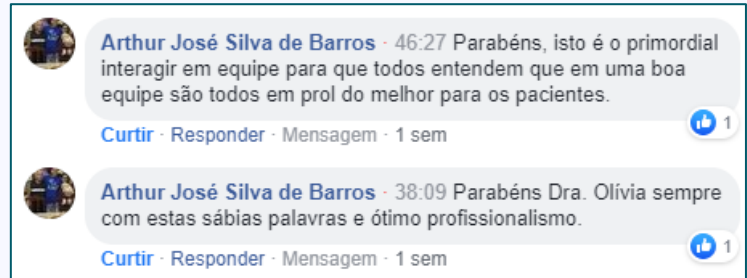 Arthur José Silva de Barros · 46:27 Parabéns, isto é o primordial
interagir em equipe para que todos entendem que em uma boa
equipe são todos em prol do melhor para os pacientes.
1
Curtir · Responder · Mensagem · 1 sem
Arthur José Silva de Barros · 38:09 Parabéns Dra. Olívia sempre
com estas sábias palavras e ótimo profissionalismo.
1
Curtir · Responder · Mensagem · 1 sem